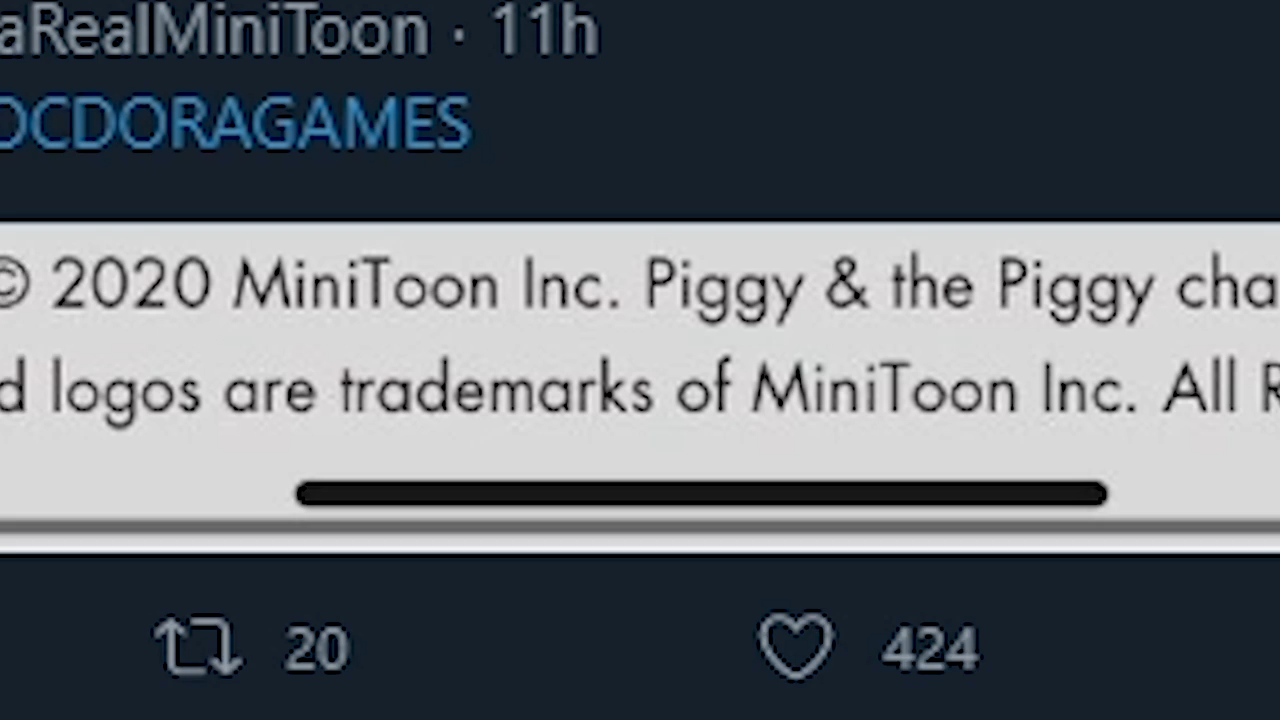 aRealMiniToon · 11h
OCDORAGAMES
© 2020 MiniToon Inc. Piggy & the Piggy cha
d logos are trademarks of MiniToon Inc. All R
20 424